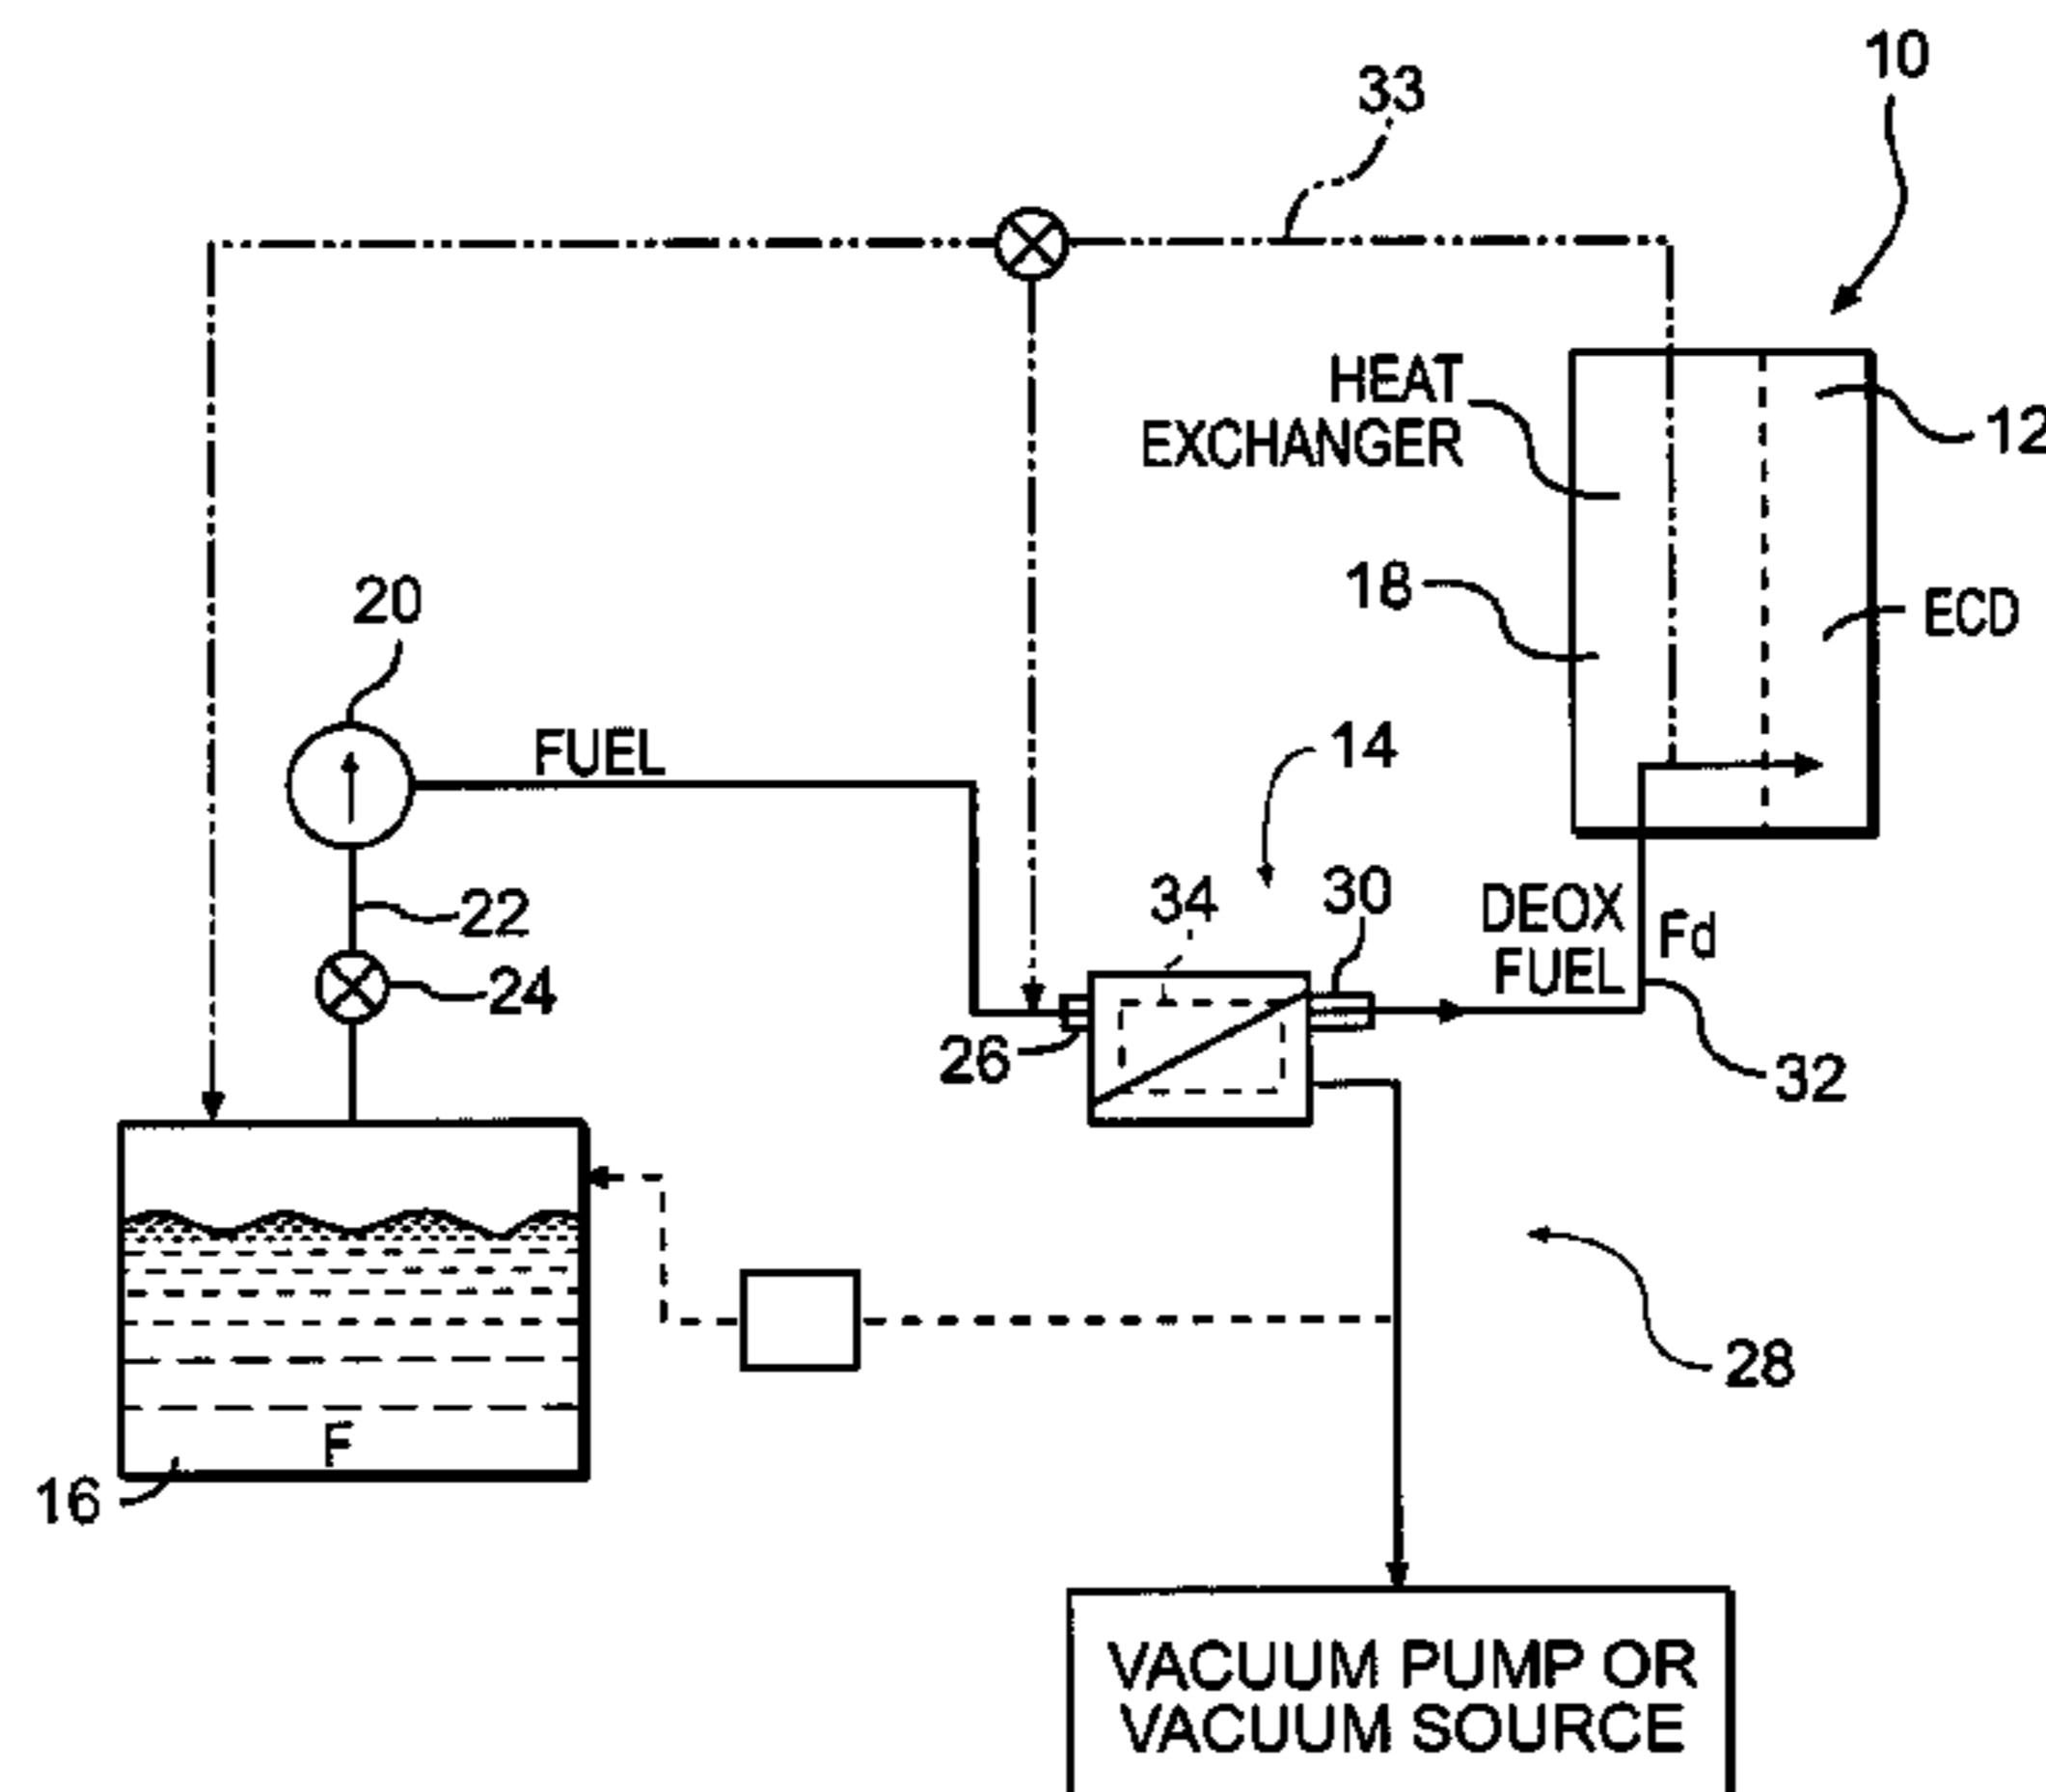 10
33
HEAT
EXCHANGER
12
18
ECD
20
FUEL
14
22
34
30
DEOX
FUEL
Fd
24
26
32
F
16
28
VACUUM PUMP OR
VACUUM SOURCE